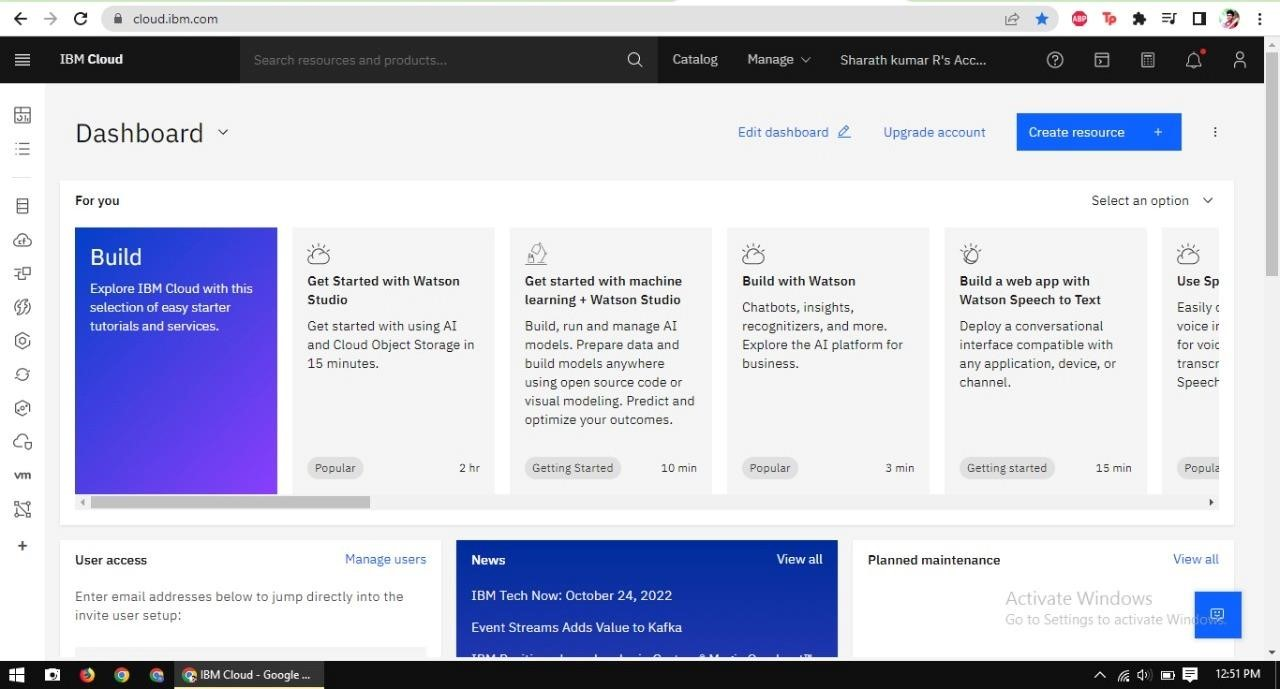 cloud.ibm.com
ABP
Tp
IBM Cloud
Search resources and products...
Catalog
Manage
Sharath kumar R's Acc...
Dashboard
Edit dashboard
Upgrade account
Create resource +
For you
Select an option
Build
Explore IBM Cloud with this
selection of easy starter
tutorials and services.
Get Started with Watson
Studio
Get started with using AI
and Cloud Object Storage in
15 minutes.
Popular
2 hr
Get started with machine
learning + Watson Studio
Build, run and manage AI
models. Prepare data and
build models anywhere
using open source code or
visual modeling. Predict and
optimize your outcomes.
Getting Started
10 min
Build with Watson
Chatbots, insights,
recognitizers, and more.
Explore the AI platform for
business.
Popular
3 min
Build a web app with
Watson Speech to Text
Deploy a conversational
interface compatible with
any application, device, or
channel.
Getting started
15 min
Use Sp
Easily
voice
for
Speech
vm
User access
Manage users
Enter email addresses below to jump directly into the
invite user setup:
News
View all
IBM Tech Now: October 24, 2022
Event Streams Adds Value to Kafka
Planned maintenance
View all
Activate Windows
Go to Settings to activate Windows.
IBM Cloud - Google ...
12:51 PM